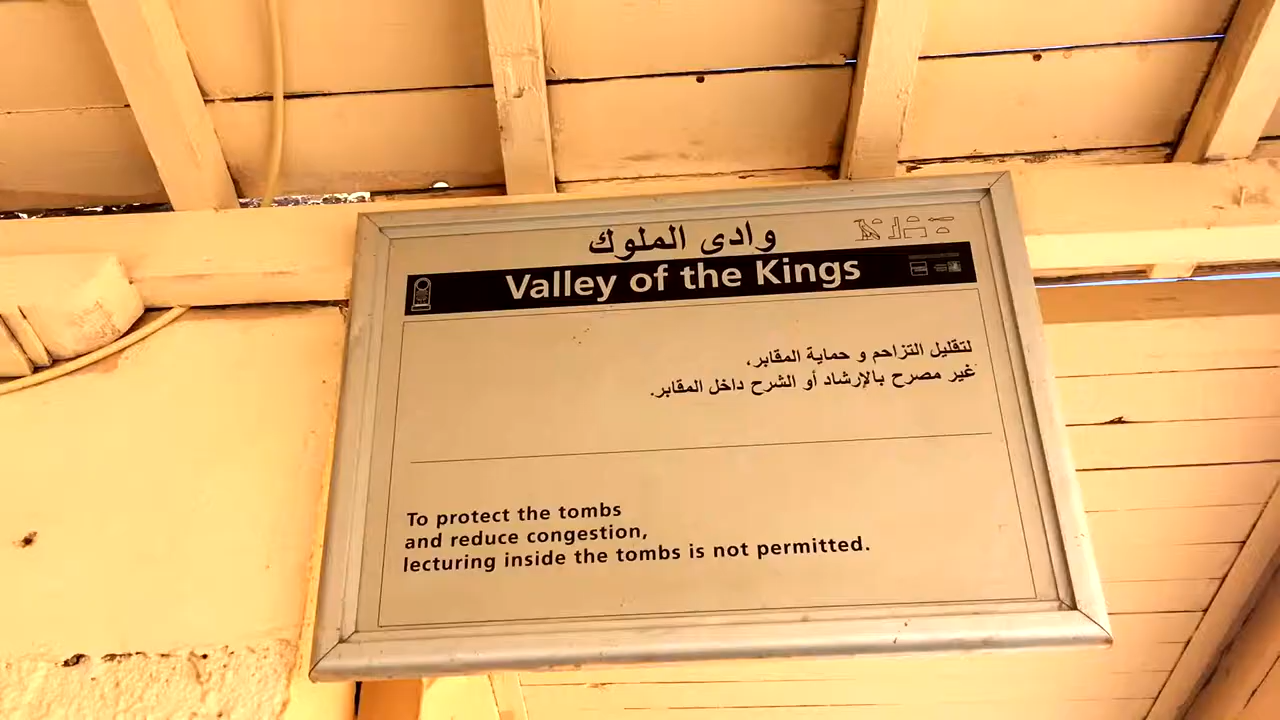 وادى الملوك
Valley of the Kings
لتقليل التزاحم و حماية المقابر،
غير مصرح بالإرشاد أو الشرح داخل المقابر.
To protect the tombs
and reduce congestion,
lecturing inside the tombs is not permitted.